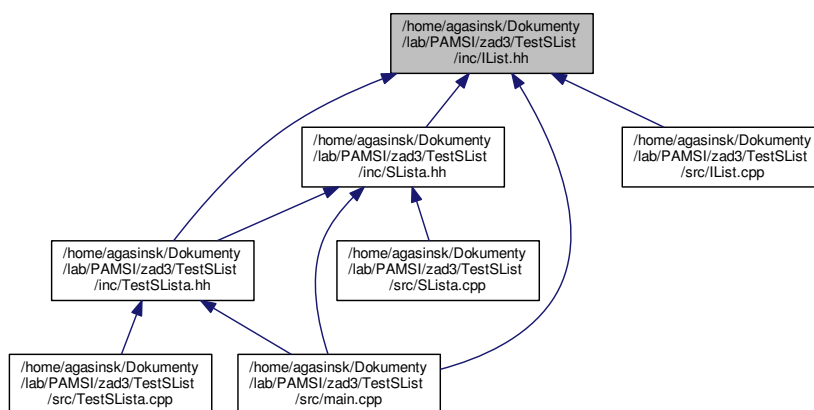 /home/agasinsk/Dokumenty
/lab/PAMSI/zad3/TestSList
/inc/IList.hh
/home/agasinsk/Dokumenty
/lab/PAMSI/zad3/TestSList
/inc/SLista.hh
/home/agasinsk/Dokumenty
/lab/PAMSI/zad3/TestSList
/src/IList.cpp
/home/agasinsk/Dokumenty
/lab/PAMSI/zad3/TestSList
/inc/TestSLista.hh
/home/agasinsk/Dokumenty
/lab/PAMSI/zad3/TestSList
/src/SLista.cpp
/home/agasinsk/Dokumenty
/lab/PAMSI/zad3/TestSList
/src/TestSLista.cpp
/home/agasinsk/Dokumenty
/lab/PAMSI/zad3/TestSList
/src/main.cpp